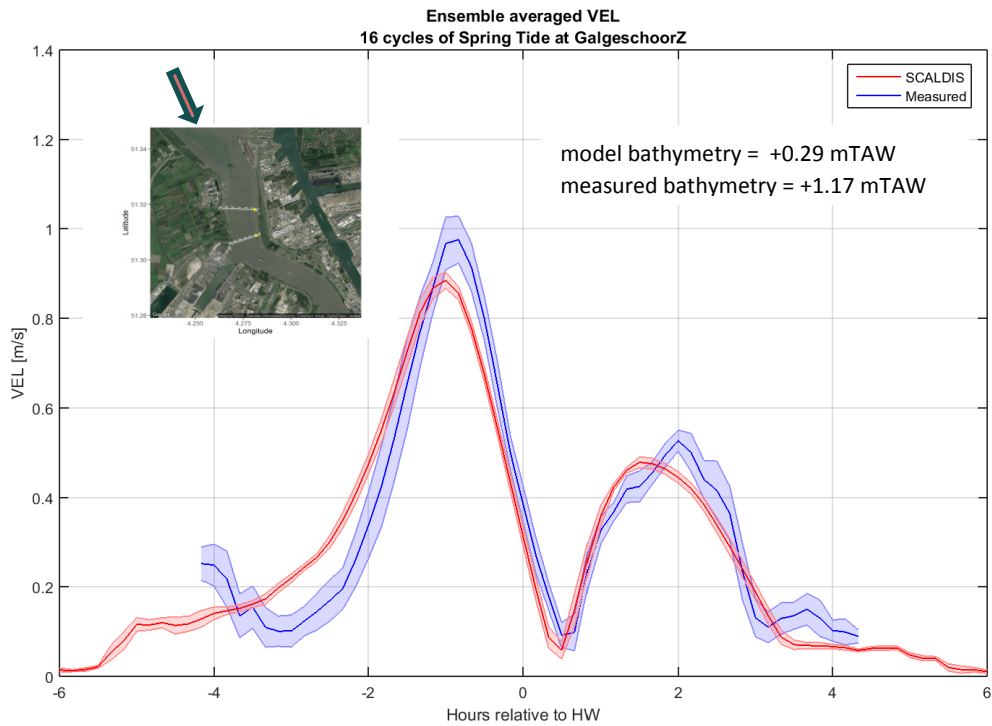 Ensemble averaged VEL
16 cycles of Spring Tide at GalgeschoorZ
1.4
1.2
1
0.8
0.6
0.4
0.2
0
VEL [m/s]
-6
-4
-2
0
2
4
6
Hours relative to HW
SCALDIS
Measured
model bathymetry = +0.29 mTAW
measured bathymetry = +1.17 mTAW
51.34
51.32
51.30
51.28
Latitude
4.250
4.275
4.300
4.325
Longitude